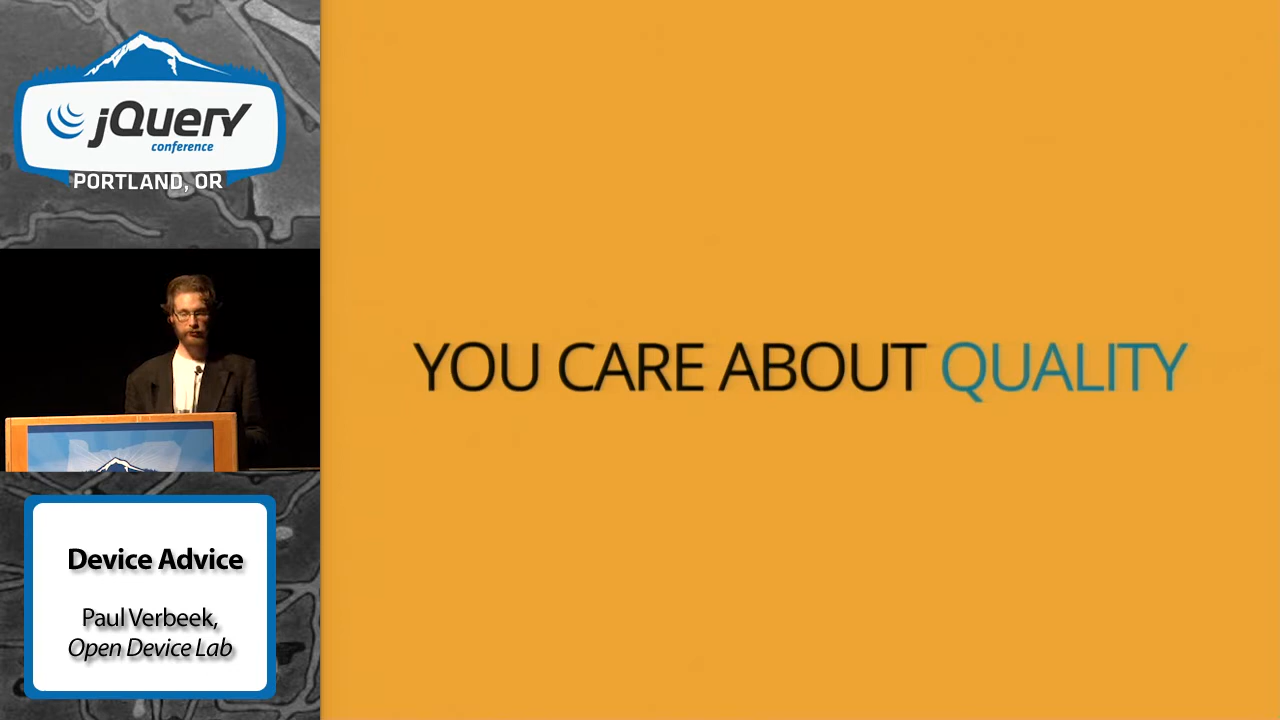 jQuery
conference
PORTLAND, OR
YOU CARE ABOUT QUALITY
Device Advice
Paul Verbeek,
Open Device Lab